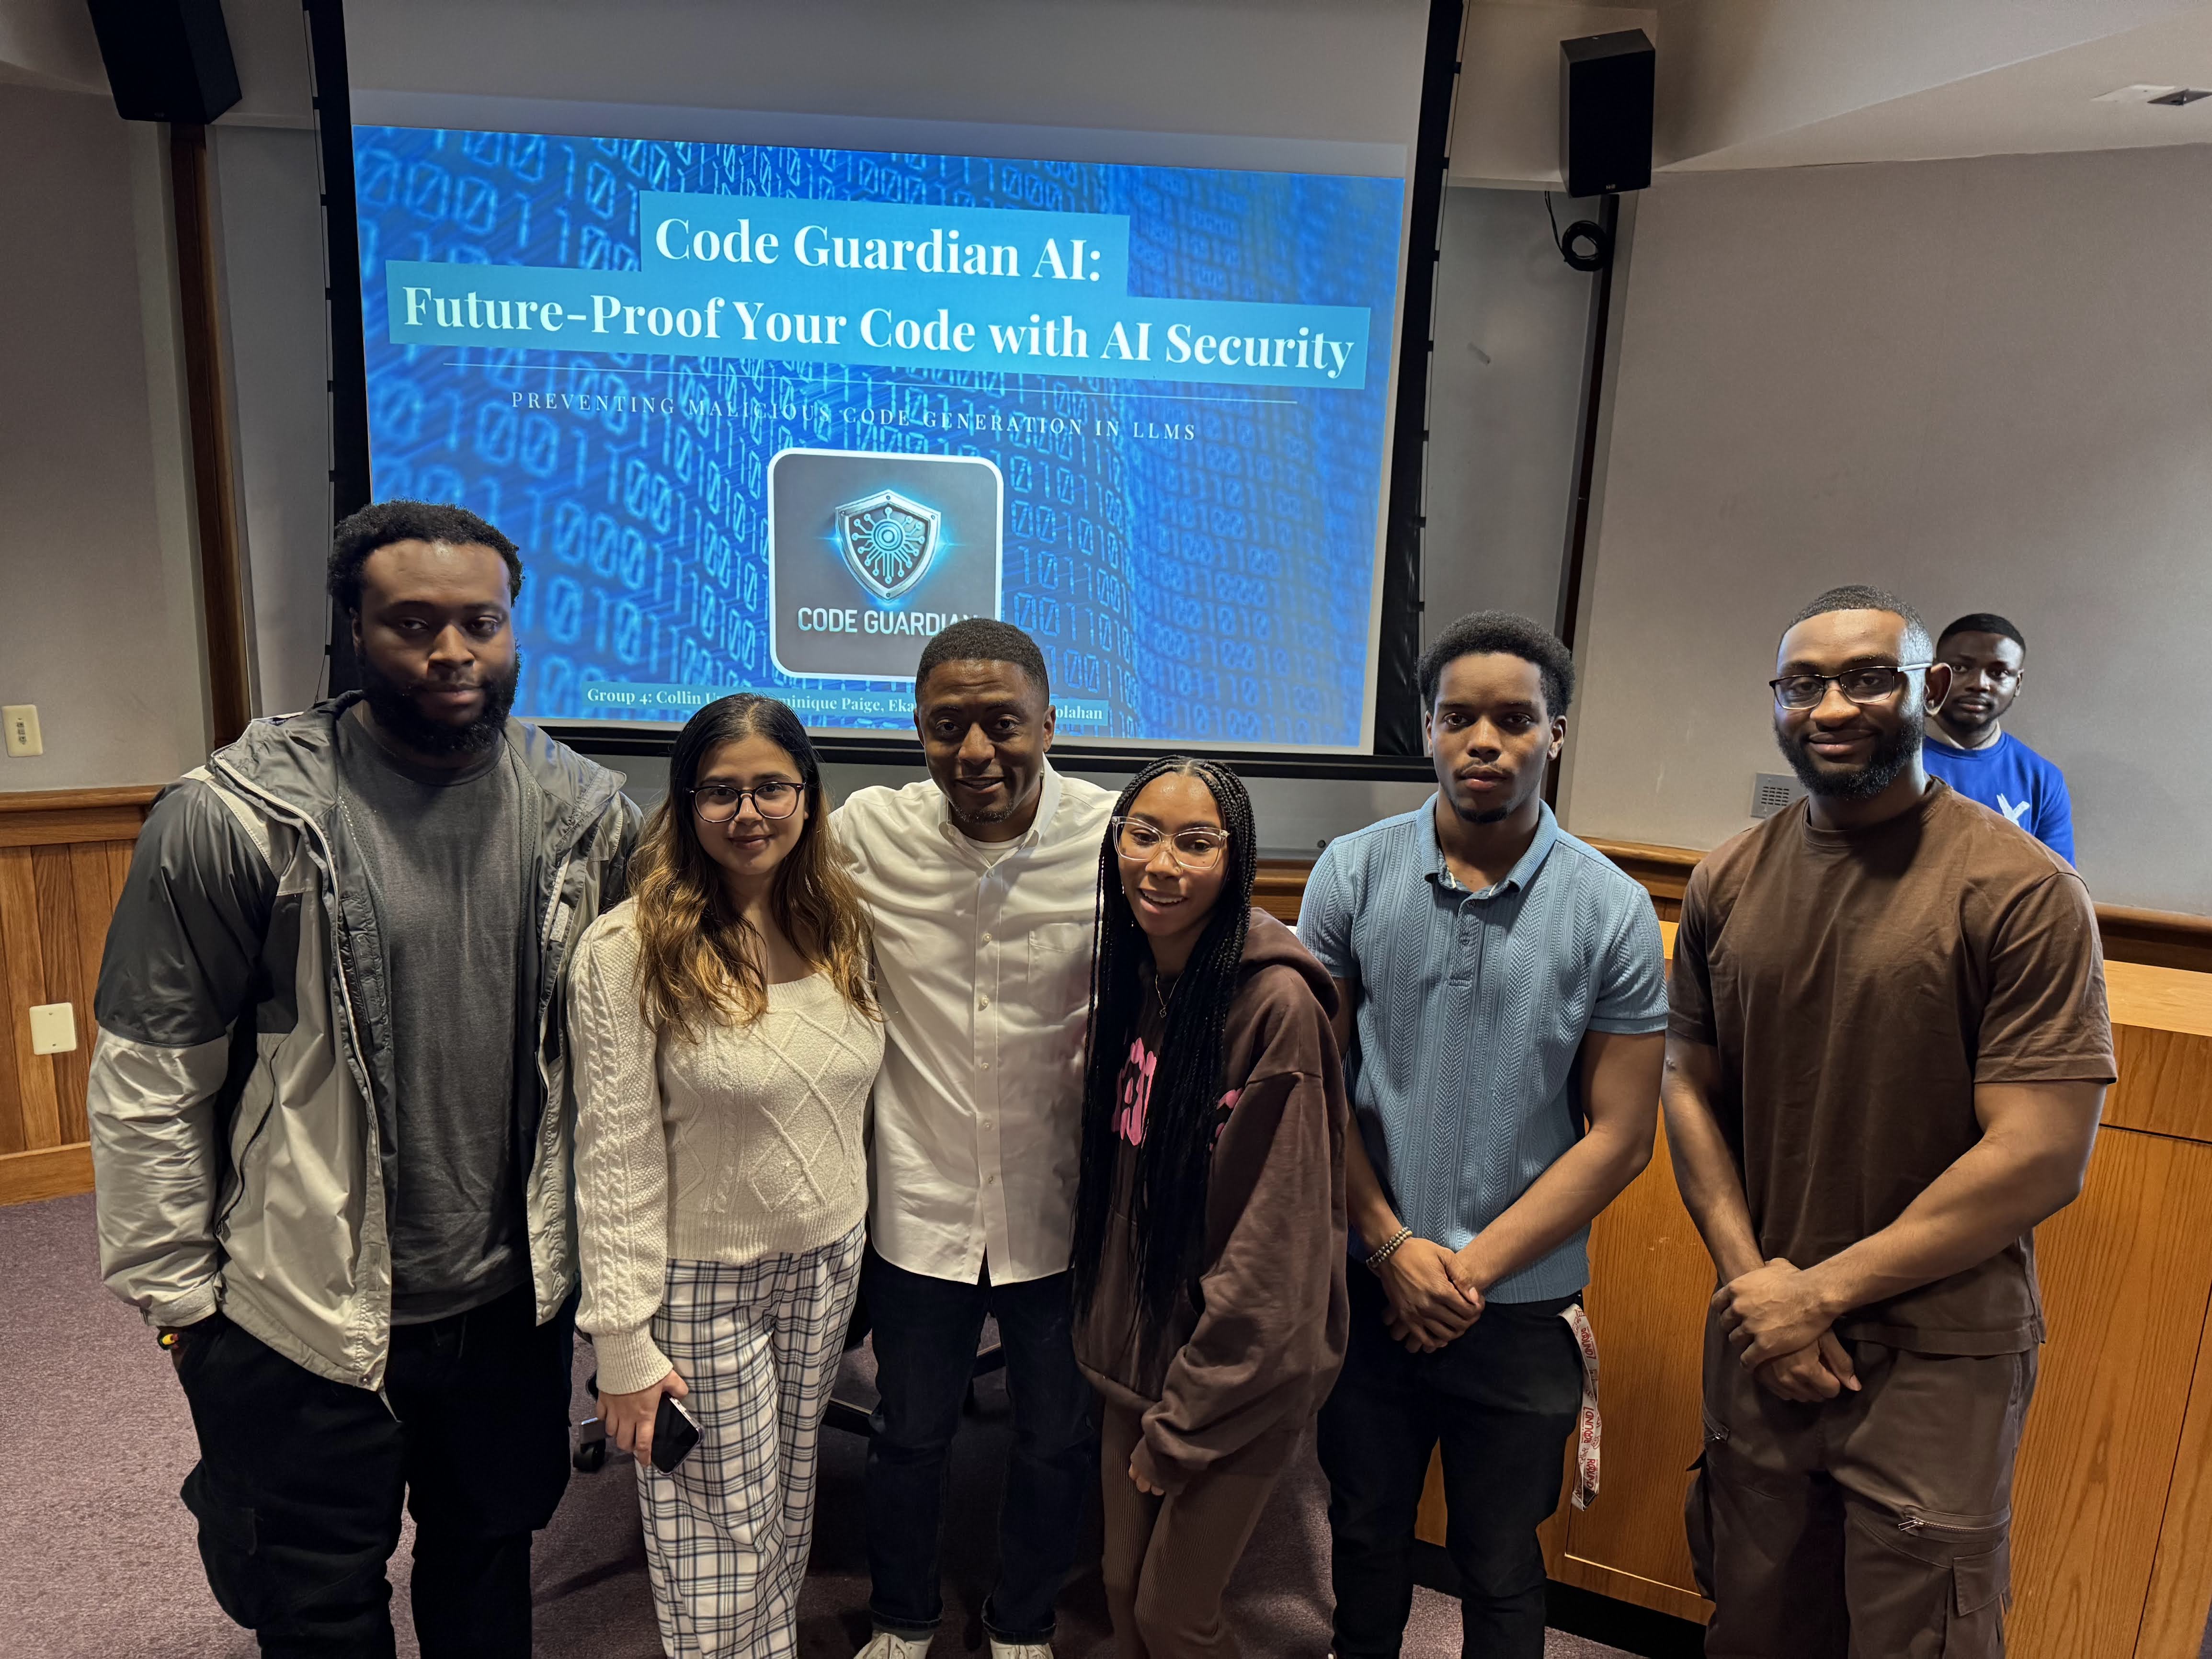 Code Guardian AI:
Future-Proof Your Code with AI Security
PREVENTING MALICIOUS CODE GENERATION IN LLMS
CODE GUARDIAN
Group 4: Collin Paige,